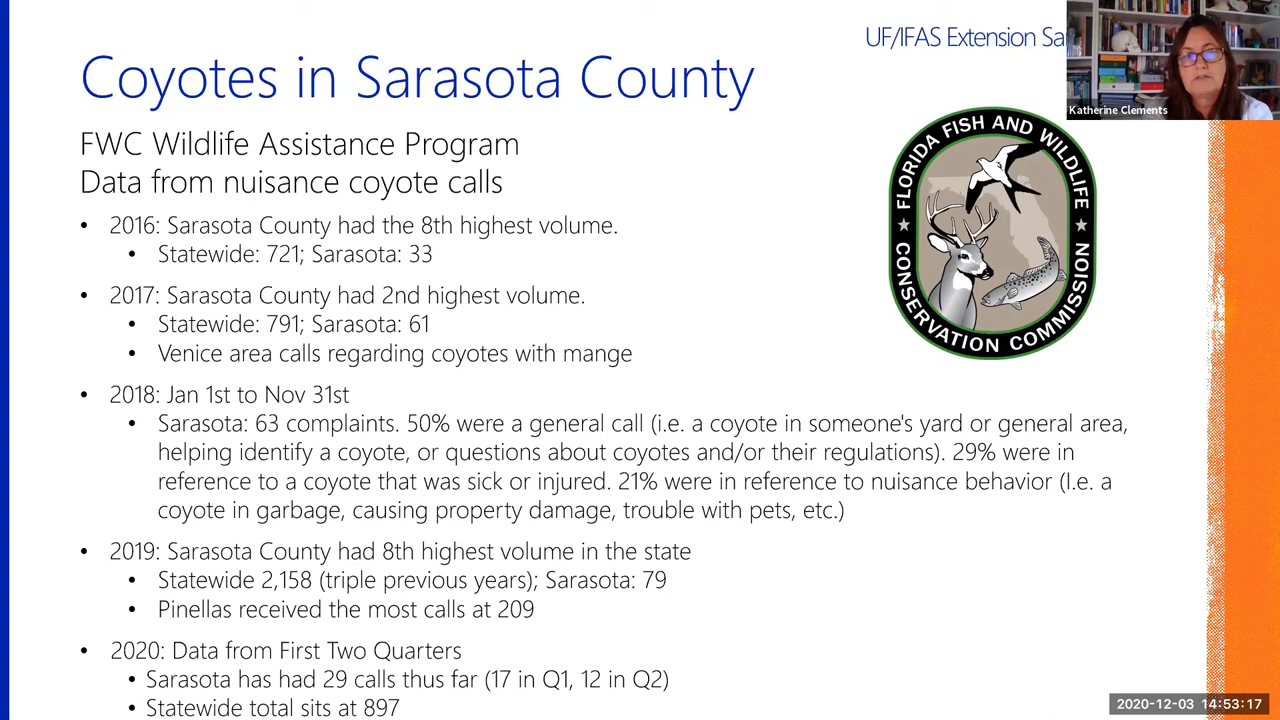 UF/IFAS Extension Sa
Katherine Clements
Coyotes in Sarasota County
FWC Wildlife Assistance Program
Data from nuisance coyote calls
FLORIDA FISH AND WILDLIFE
CONSERVATION COMMISSION
• 2016: Sarasota County had the 8th highest volume.
• Statewide: 721; Sarasota: 33
• 2017: Sarasota County had 2nd highest volume.
• Statewide: 791; Sarasota: 61
• Venice area calls regarding coyotes with mange
• 2018: Jan 1st to Nov 31st
• Sarasota: 63 complaints. 50% were a general call (i.e. a coyote in someone's yard or general area,
helping identify a coyote, or questions about coyotes and/or their regulations). 29% were in
reference to a coyote that was sick or injured. 21% were in reference to nuisance behavior (I.e. a
coyote in garbage, causing property damage, trouble with pets, etc.)
• 2019: Sarasota County had 8th highest volume in the state
• Statewide 2,158 (triple previous years); Sarasota: 79
• Pinellas received the most calls at 209
• 2020: Data from First Two Quarters
• Sarasota has had 29 calls thus far (17 in Q1, 12 in Q2)
• Statewide total sits at 897
2020-12-03 14:53:17